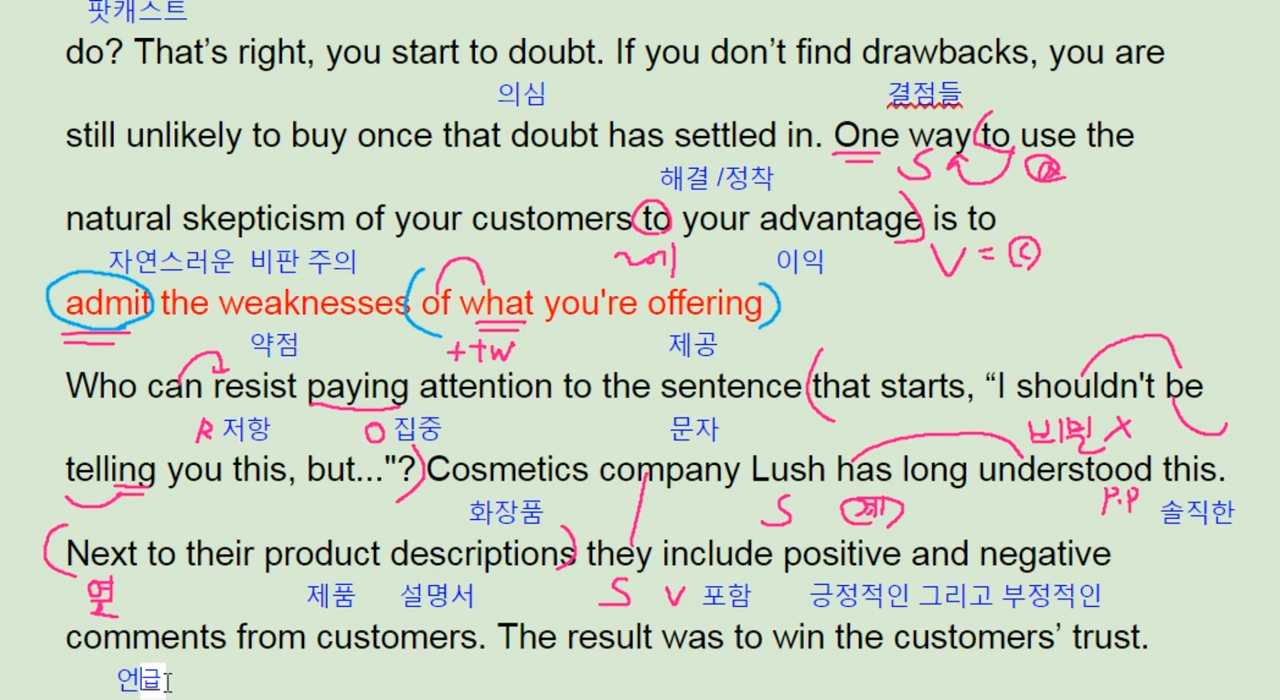 팟캐스트
do? That’s right, you start to doubt. If you don’t find drawbacks, you are
의심 결점들
still unlikely to buy once that doubt has settled in. One way to use the
해결 /정착 S
natural skepticism of your customers to your advantage is to
자연스러운 비판 주의 ~에 이익 V = C
admit the weaknesses of what you're offering
약점 제공
Who can resist paying attention to the sentence that starts, “I shouldn't be
R 저항 O 집중 문자 비밀 X
telling you this, but..."? Cosmetics company Lush has long understood this.
화장품 S P.P 솔직한
Next to their product descriptions they include positive and negative
옆 제품 설명서 S V 포함 긍정적인 그리고 부정적인
comments from customers. The result was to win the customers’ trust.
언급